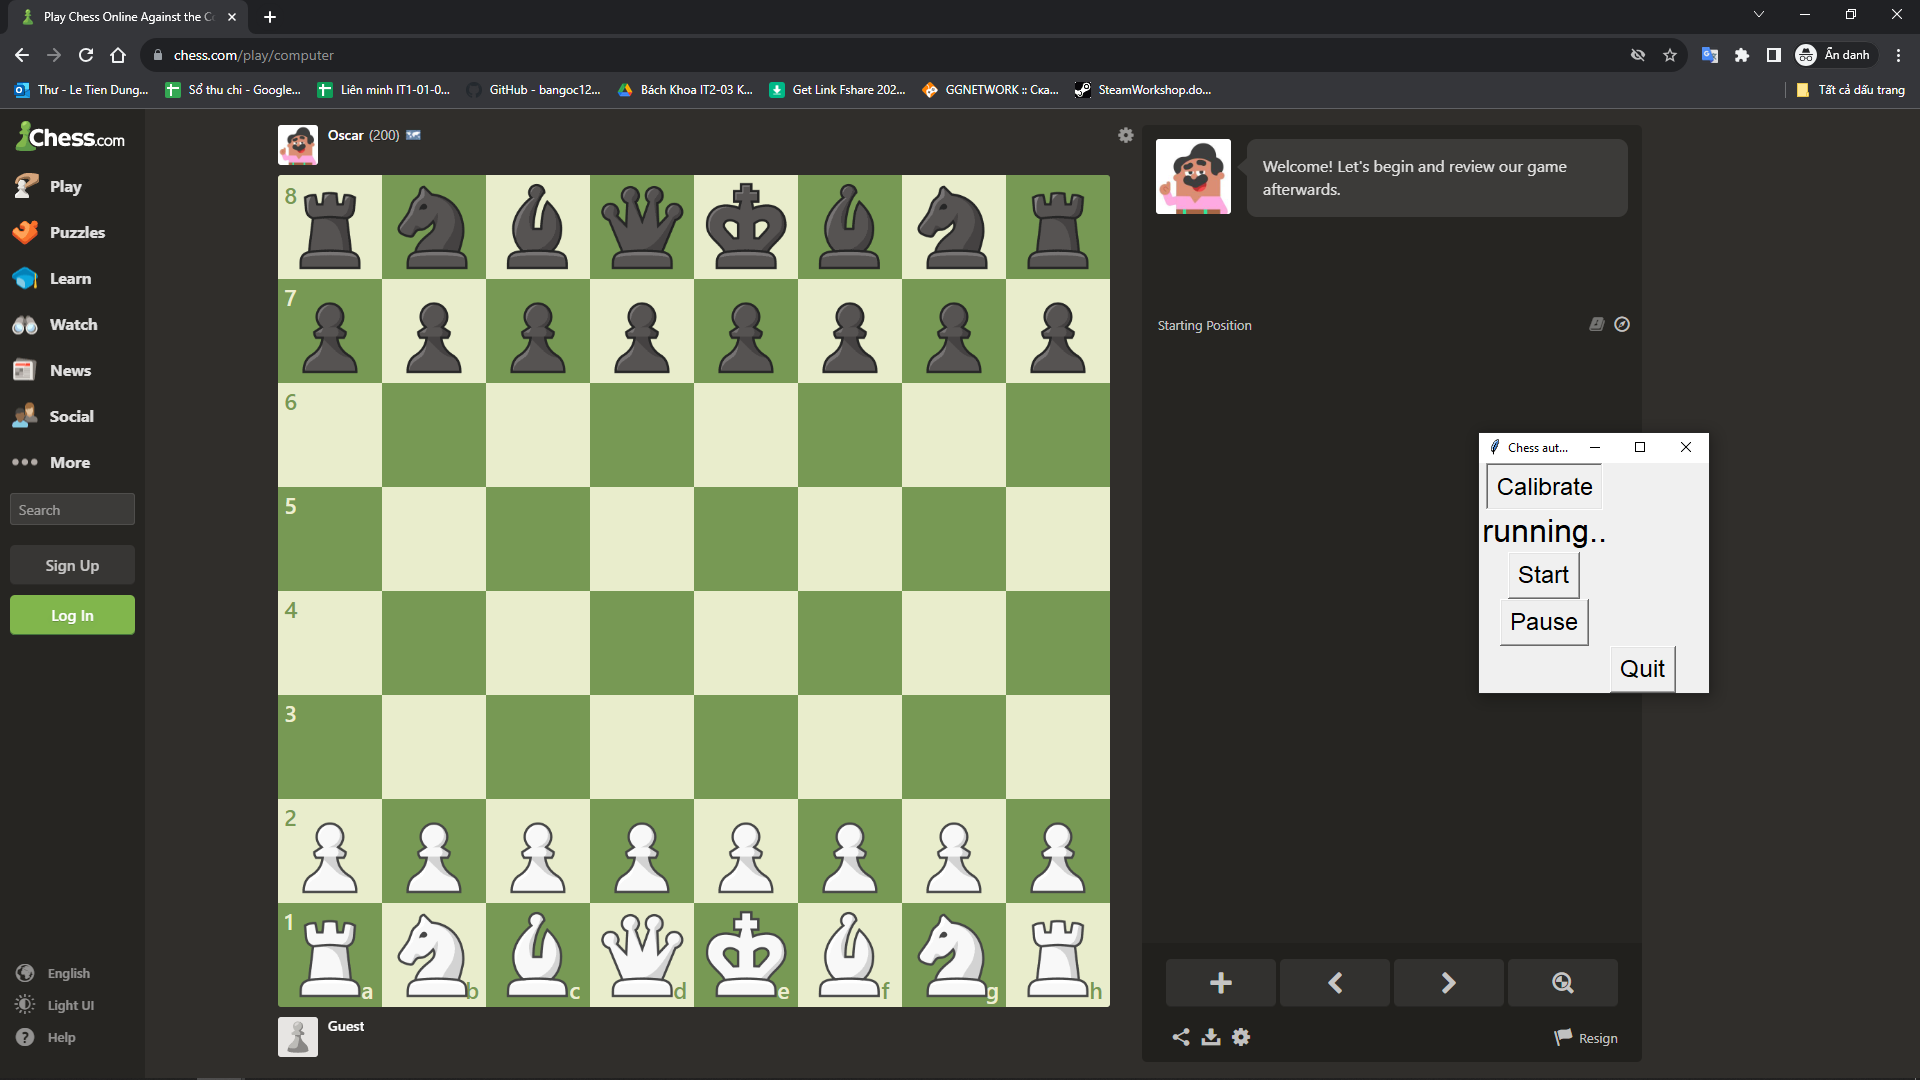 Play Chess Online Against the C
chess.com/play/computer
Ẩn danh
Thư - Le Tien Dung...
Sổ thu chi - Google...
Liên minh IT1-01-0...
GitHub - bangoc12...
Bách Khoa IT2-03 K...
Get Link Fshare 202...
GGNETWORK :: Ска...
SteamWorkshop.do...
Tất cả dấu trang
Chess.com
Play
Puzzles
Learn
Watch
News
Social
More
Search
Sign Up
Log In
English
Light UI
Help
Oscar (200)
8
7
6
5
4
3
2
1
a b c d e f g h
Guest
Welcome! Let's begin and review our game
afterwards.
Starting Position
Chess aut...
Calibrate
running..
Start
Pause
Quit
Resign